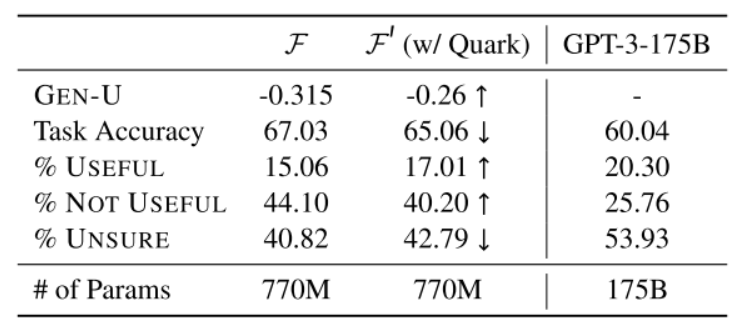 ℱ ℱ′ (w/ Quark) GPT-3-175B
GEN-U -0.315 -0.26 ↑ -
Task Accuracy 67.03 65.06 ↓ 60.04
% USEFUL 15.06 17.01 ↑ 20.30
% NOT USEFUL 44.10 40.20 ↑ 25.76
% UNSURE 40.82 42.79 ↓ 53.93
# of Params 770M 770M 175B